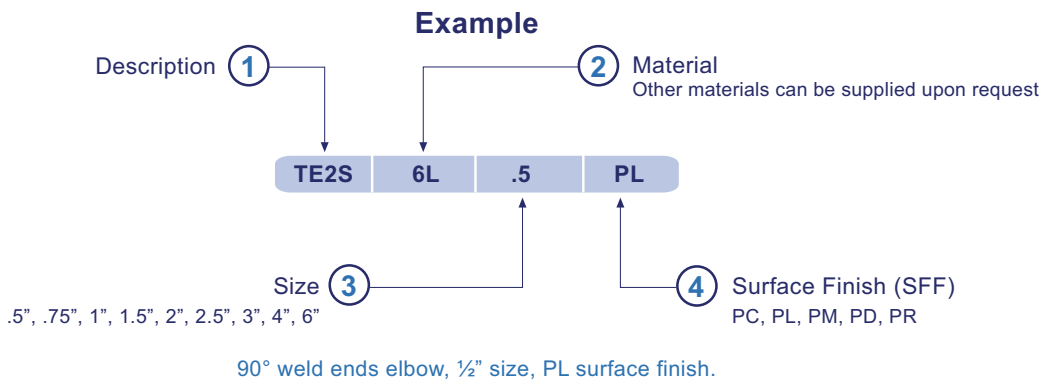 Example
Description 1
2 Material
Other materials can be supplied upon request
TE2S 6L .5 PL
Size 3
.5”, .75”, 1”, 1.5”, 2”, 2.5”, 3”, 4”, 6”
4 Surface Finish (SFF)
PC, PL, PM, PD, PR
90° weld ends elbow, ½” size, PL surface finish.